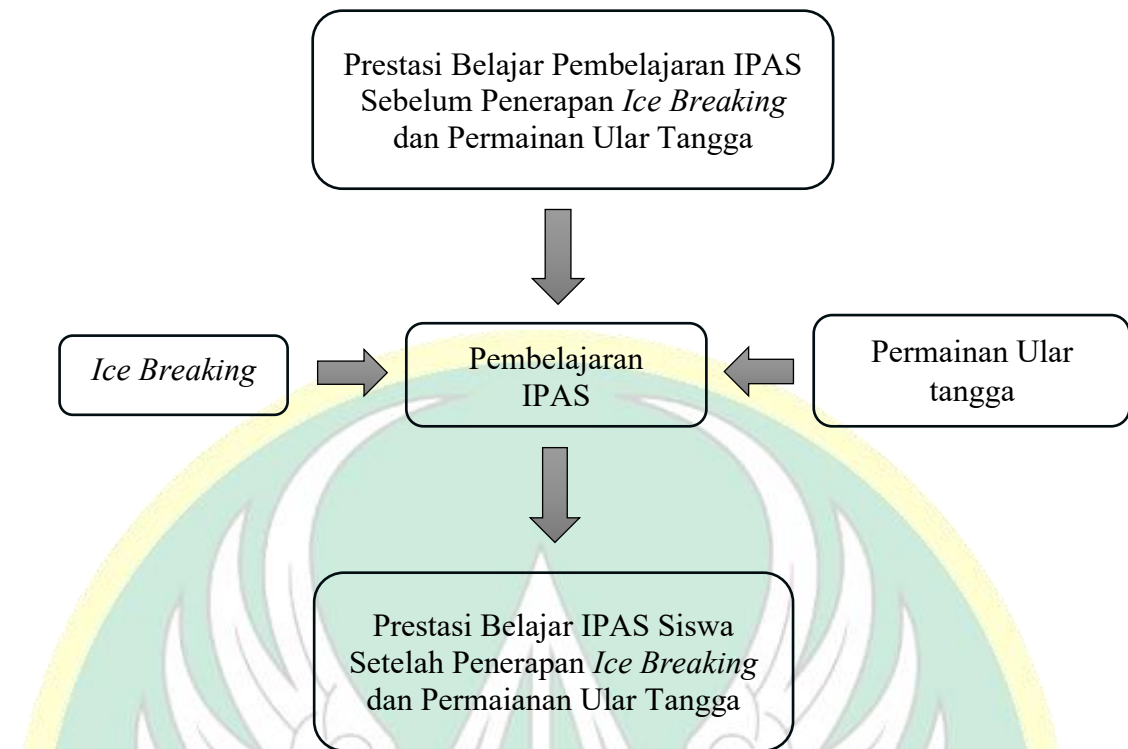 Prestasi Belajar Pembelajaran IPAS
Sebelum Penerapan Ice Breaking
dan Permainan Ular Tangga
Ice Breaking
Pembelajaran
IPAS
Permainan Ular
tangga
Prestasi Belajar IPAS Siswa
Setelah Penerapan Ice Breaking
dan Permaianan Ular Tangga